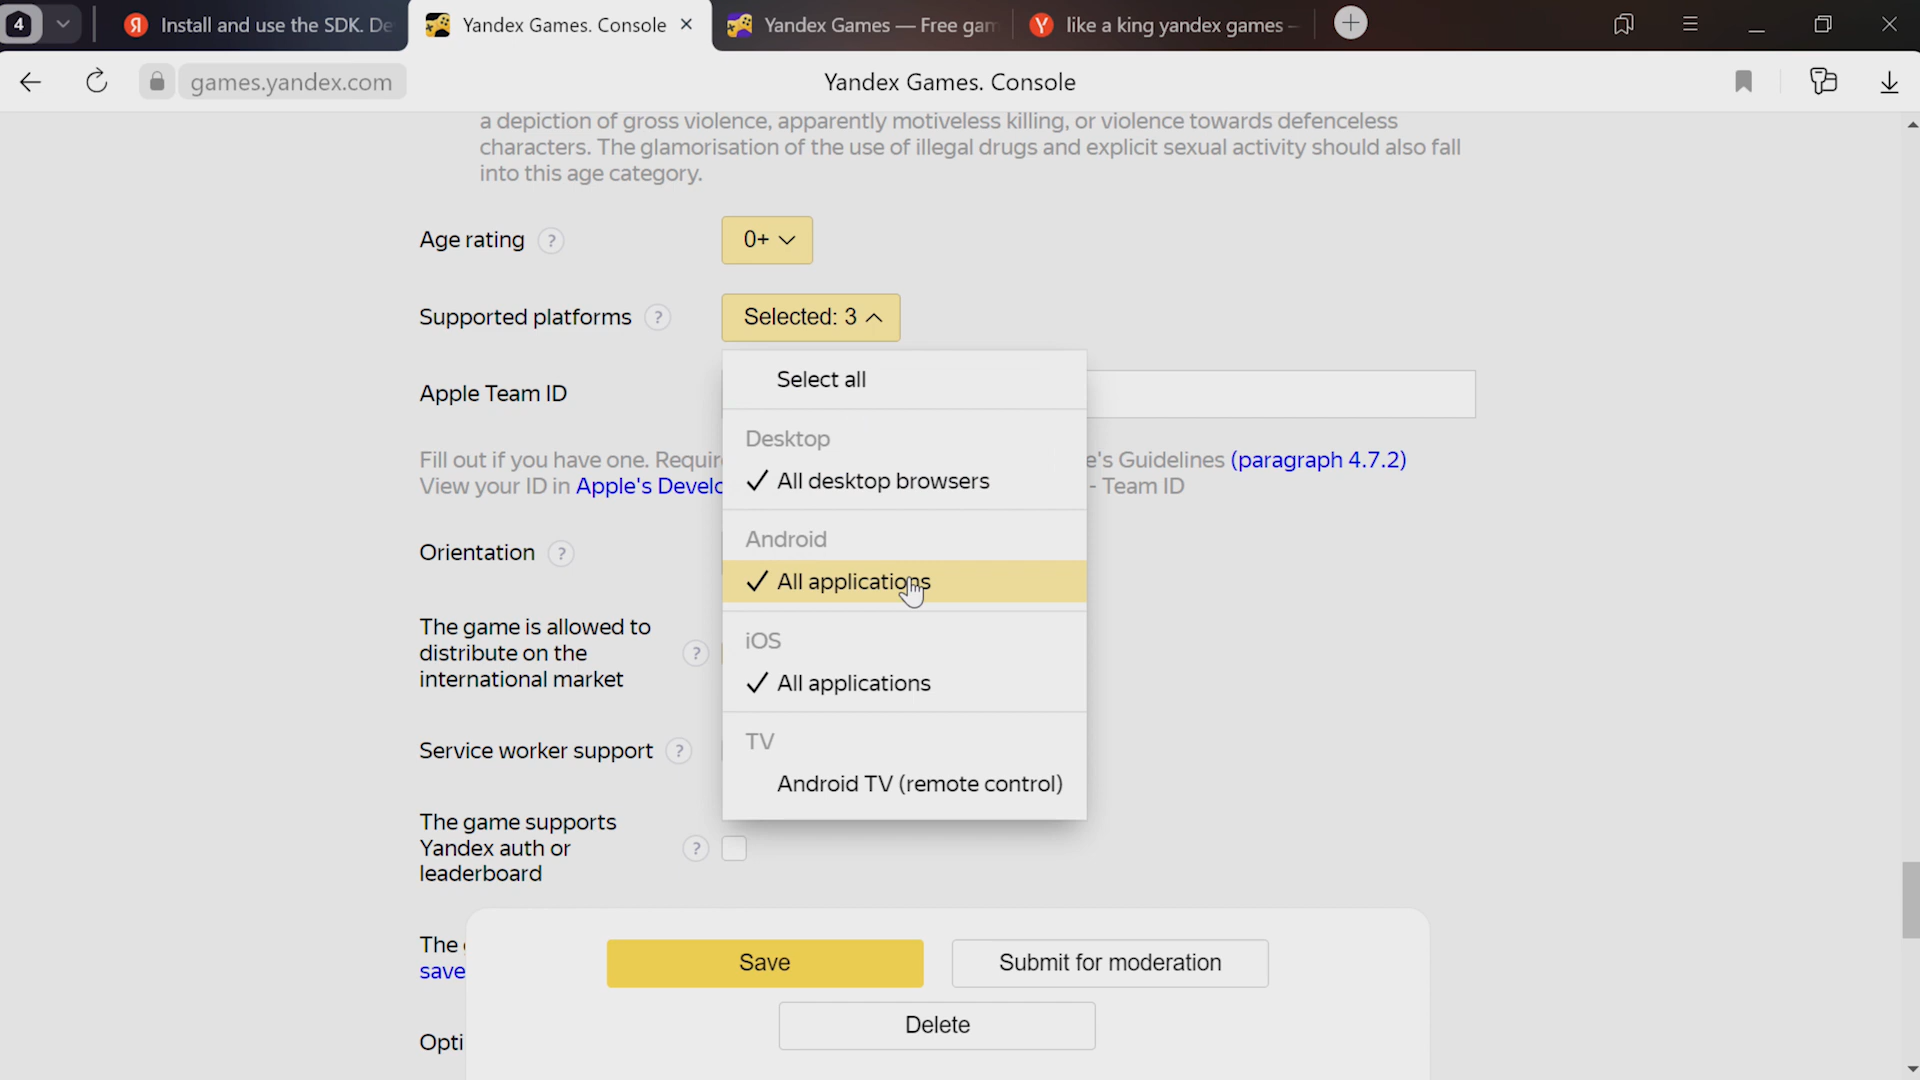 4
Install and use the SDK. De
Yandex Games. Console
Yandex Games — Free gam
like a king yandex games –
games.yandex.com
Yandex Games. Console
a depiction of gross violence, apparently motiveless killing, or violence towards defenceless
characters. The glamorisation of the use of illegal drugs and explicit sexual activity should also fall
into this age category.
Age rating ? 0+
Supported platforms ? Selected: 3
Select all
Apple Team ID
Desktop
Fill out if you have one. Requir e's Guidelines (paragraph 4.7.2)
All desktop browsers
View your ID in Apple's Develo - Team ID
Android
Orientation ?
All applications
The game is allowed to
distribute on the
international market ?
iOS
All applications
TV
Service worker support ?
Android TV (remote control)
The game supports
Yandex auth or
leaderboard ?
The
save
Save
Submit for moderation
Delete
Opti